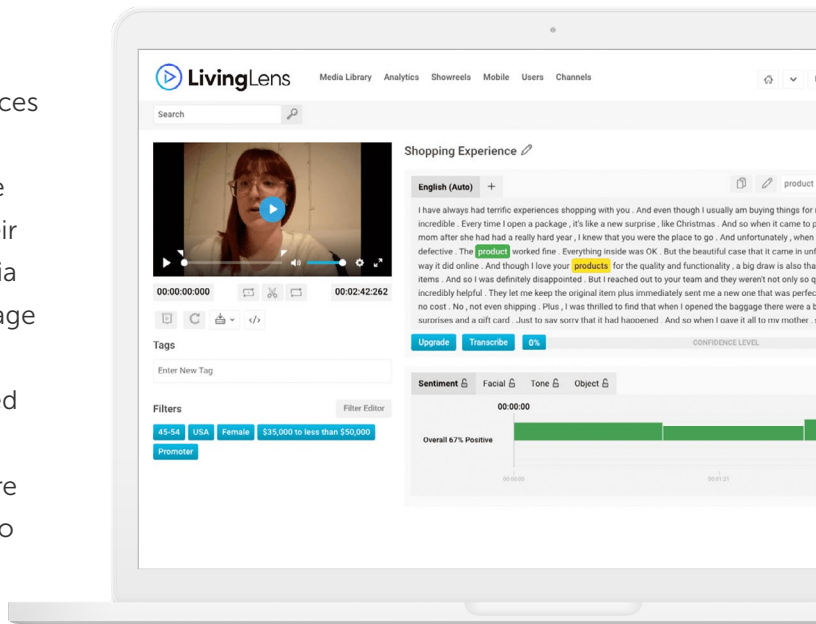 ces
e
eir
ia
age
ed
re
o
LivingLens
Media Library Analytics Showreels Mobile Users Channels
Search
Shopping Experience
English (Auto) +
product
I have always had terrific experiences shopping with you . And even though I usually am buying things for
incredible . Every time I open a package , it's like a new surprise , like Christmas . And so when it came to
mom after she had had a really hard year , I knew that you were the place to go . And unfortunately , when
defective . The product worked fine . Everything inside was OK . But the beautiful case that it came in
way it did online . And though I love your products for the quality and functionality , a big draw is also
items . And so I was definitely disappointed . But I reached out to your team and they weren't not only so
incredibly helpful . They let me keep the original item plus immediately sent me a new one that was
no cost . No , not even shipping . Plus , I was thrilled to find that when I opened the baggage there were a
surprises and a gift card . Just to say sorry that it had happened . And so when I gave it all to my mother .
00:00:00:000
00:02:42:262
</>
Tags
Enter New Tag
Filters
Filter Editor
45-54 USA Female $35,000 to less than $50,000
Promoter
Upgrade Transcribe 0%
CONFIDENCE LEVEL
Sentiment Facial Tone Object
00:00:00
Overall 67% Positive
00:00:00
00:01:21